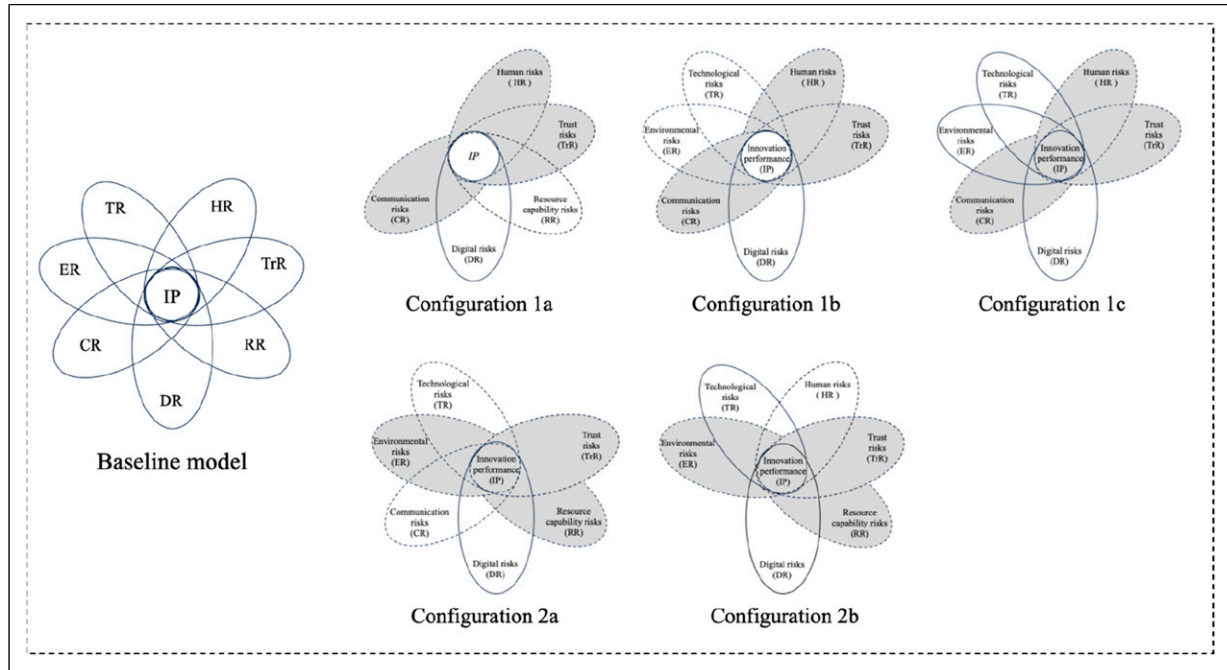 TR
HR
ER
TrR
IP
CR
RR
DR
Baseline model
Human risks
( HR )
Trust
risks
(TrR)
IP
Communication
risks
(CR)
Resource
capability risks
(RR)
Digital risks
(DR)
Configuration 1a
Technological
risks
(TR)
Human risks
( HR )
Environmental
risks
(ER)
Trust
risks
(TrR)
Innovation
performance
(IP)
Communication
risks
(CR)
Digital risks
(DR)
Configuration 1b
Technological
risks
(TR)
Human risks
( HR )
Environmental
risks
(ER)
Trust
risks
(TrR)
Innovation
performance
(IP)
Communication
risks
(CR)
Digital risks
(DR)
Configuration 1c
Technological
risks
(TR)
Environmental
risks
(ER)
Trust
risks
(TrR)
Innovation
performance
(IP)
Communication
risks
(CR)
Resource
capability risks
(RR)
Digital risks
(DR)
Configuration 2a
Technological
risks
(TR)
Human risks
( HR )
Environmental
risks
(ER)
Trust
risks
(TrR)
Innovation
performance
(IP)
Resource
capability risks
(RR)
Digital risks
(DR)
Configuration 2b